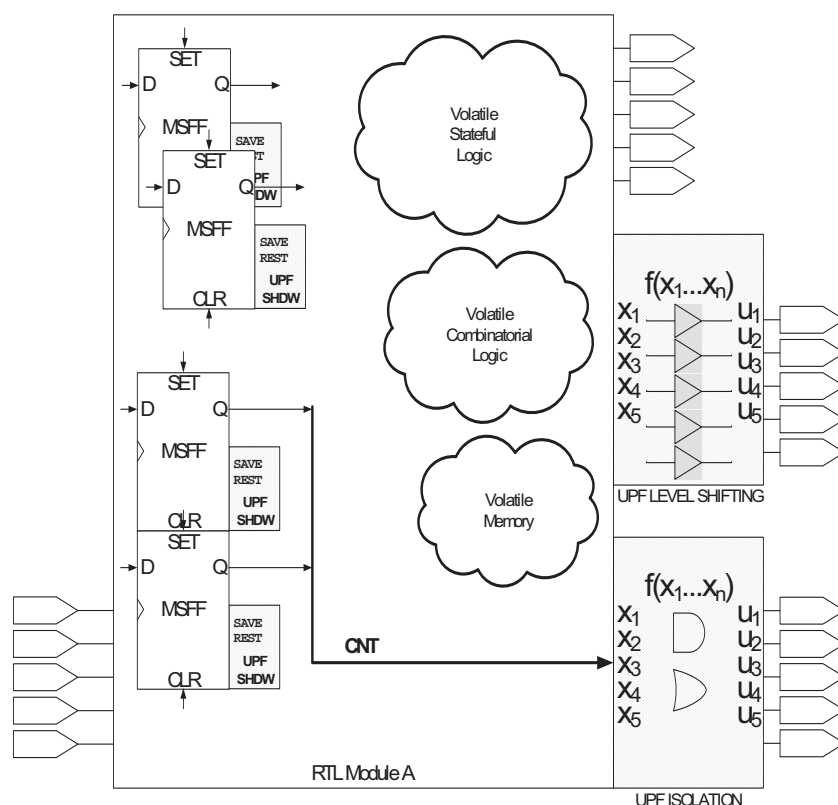 SET
D Q
MSFF
SAVE
REST
UPF
SHDW
SET
D Q
MSFF
SAVE
REST
UPF
SHDW
CLR
Volatile
Stateful
Logic
Volatile
Combinatorial
Logic
Volatile
Memory
SET
D Q
MSFF
SAVE
REST
UPF
SHDW
CLR
SET
D Q
MSFF
SAVE
REST
UPF
SHDW
CLR
CNT
RTL Module A
f(x1...xn)
x1 u1
x2 u2
x3 u3
x4 u4
x5 u5
UPF LEVEL SHIFTING
f(x1...xn)
x1 u1
x2 u2
x3 u3
x4 u4
x5 u5
UPF ISOLATION